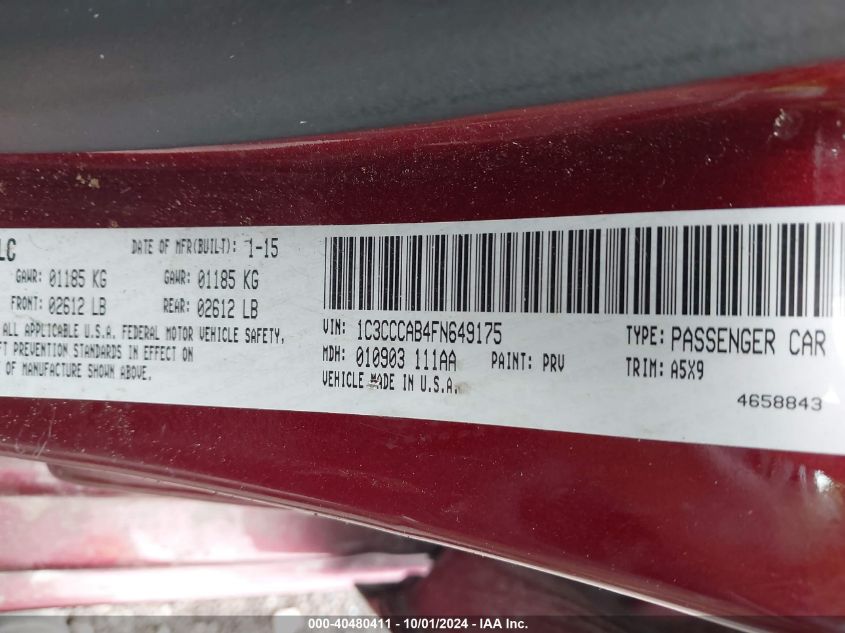 LC DATE OF MFR(BUILT): 1-15
GAWR: 01185 KG GAWR: 01185 KG
FRONT: 02612 LB REAR: 02612 LB
ALL APPLICABLE U.S.A. FEDERAL MOTOR VEHICLE SAFETY,
FT PREVENTION STANDARDS IN EFFECT ON
OF MANUFACTURE SHOWN ABOVE.
VIN: 1C3CCCAB4FN649175 TYPE: PASSENGER CAR
MDH: 010903 111AA PAINT: PRV TRIM: A5X9
VEHICLE MADE IN U.S.A.
4658843
000-40480411 - 10/01/2024 - IAA Inc.